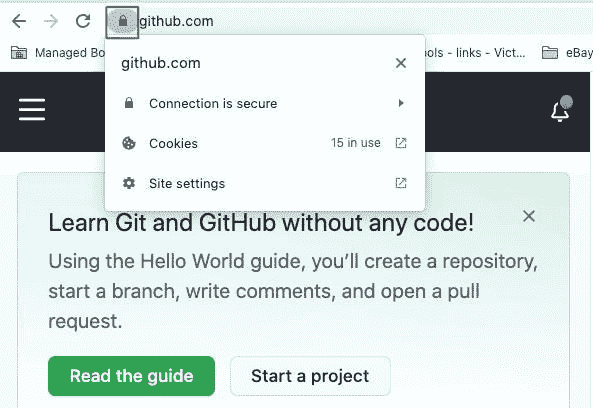 github.com
Managed Bo
ols - links - Vict...
eBay
github.com
Connection is secure
Cookies
15 in use
Site settings
Learn Git and GitHub without any code!
Using the Hello World guide, you’ll create a repository,
start a branch, write comments, and open a pull
request.
Read the guide
Start a project